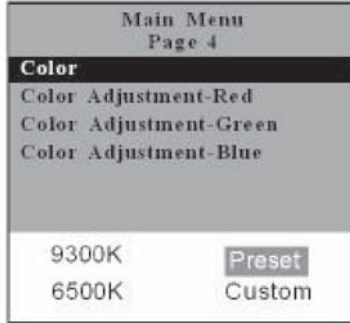 Main Menu
Page 4
Color
Color Adjustment-Red
Color Adjustment-Green
Color Adjustment-Blue
9300K Preset
6500K Custom